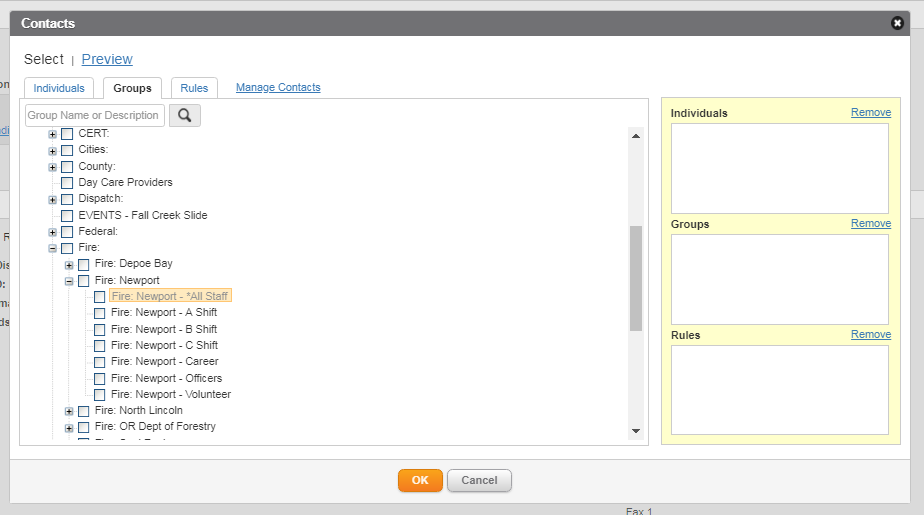 Contacts
Select | Preview
Individuals Groups Rules Manage Contacts
Group Name or Description
CERT:
Cities:
County:
Day Care Providers
Dispatch:
EVENTS - Fall Creek Slide
Federal:
Fire:
Fire: Depoe Bay
Fire: Newport
Fire: Newport - *All Staff
Fire: Newport - A Shift
Fire: Newport - B Shift
Fire: Newport - C Shift
Fire: Newport - Career
Fire: Newport - Officers
Fire: Newport - Volunteer
Fire: North Lincoln
Fire: OR Dept of Forestry
Individuals Remove
Groups Remove
Rules Remove
OK Cancel
Fax 1